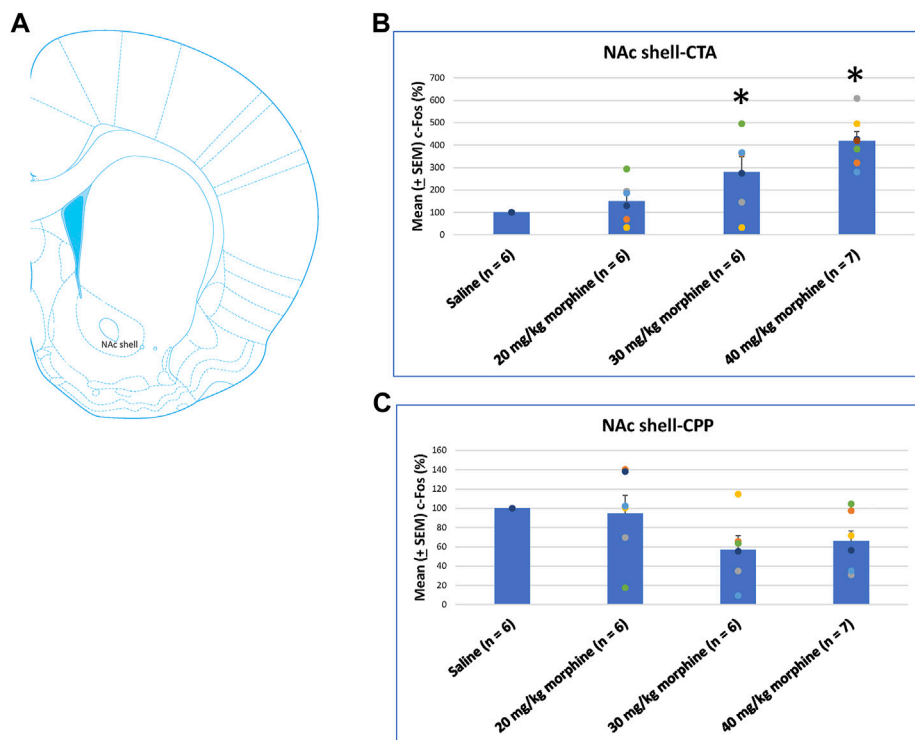 A
NAc shell
B
NAc shell-CTA
Mean (± SEM) c-Fos (%)
700
600
500
400
300
200
100
0
*
*
Saline (n = 6)
20 mg/kg morphine (n = 6)
30 mg/kg morphine (n = 6)
40 mg/kg morphine (n = 7)
C
NAc shell-CPP
Mean (± SEM) c-Fos (%)
160
140
120
100
80
60
40
20
0
Saline (n = 6)
20 mg/kg morphine (n = 6)
30 mg/kg morphine (n = 6)
40 mg/kg morphine (n = 7)